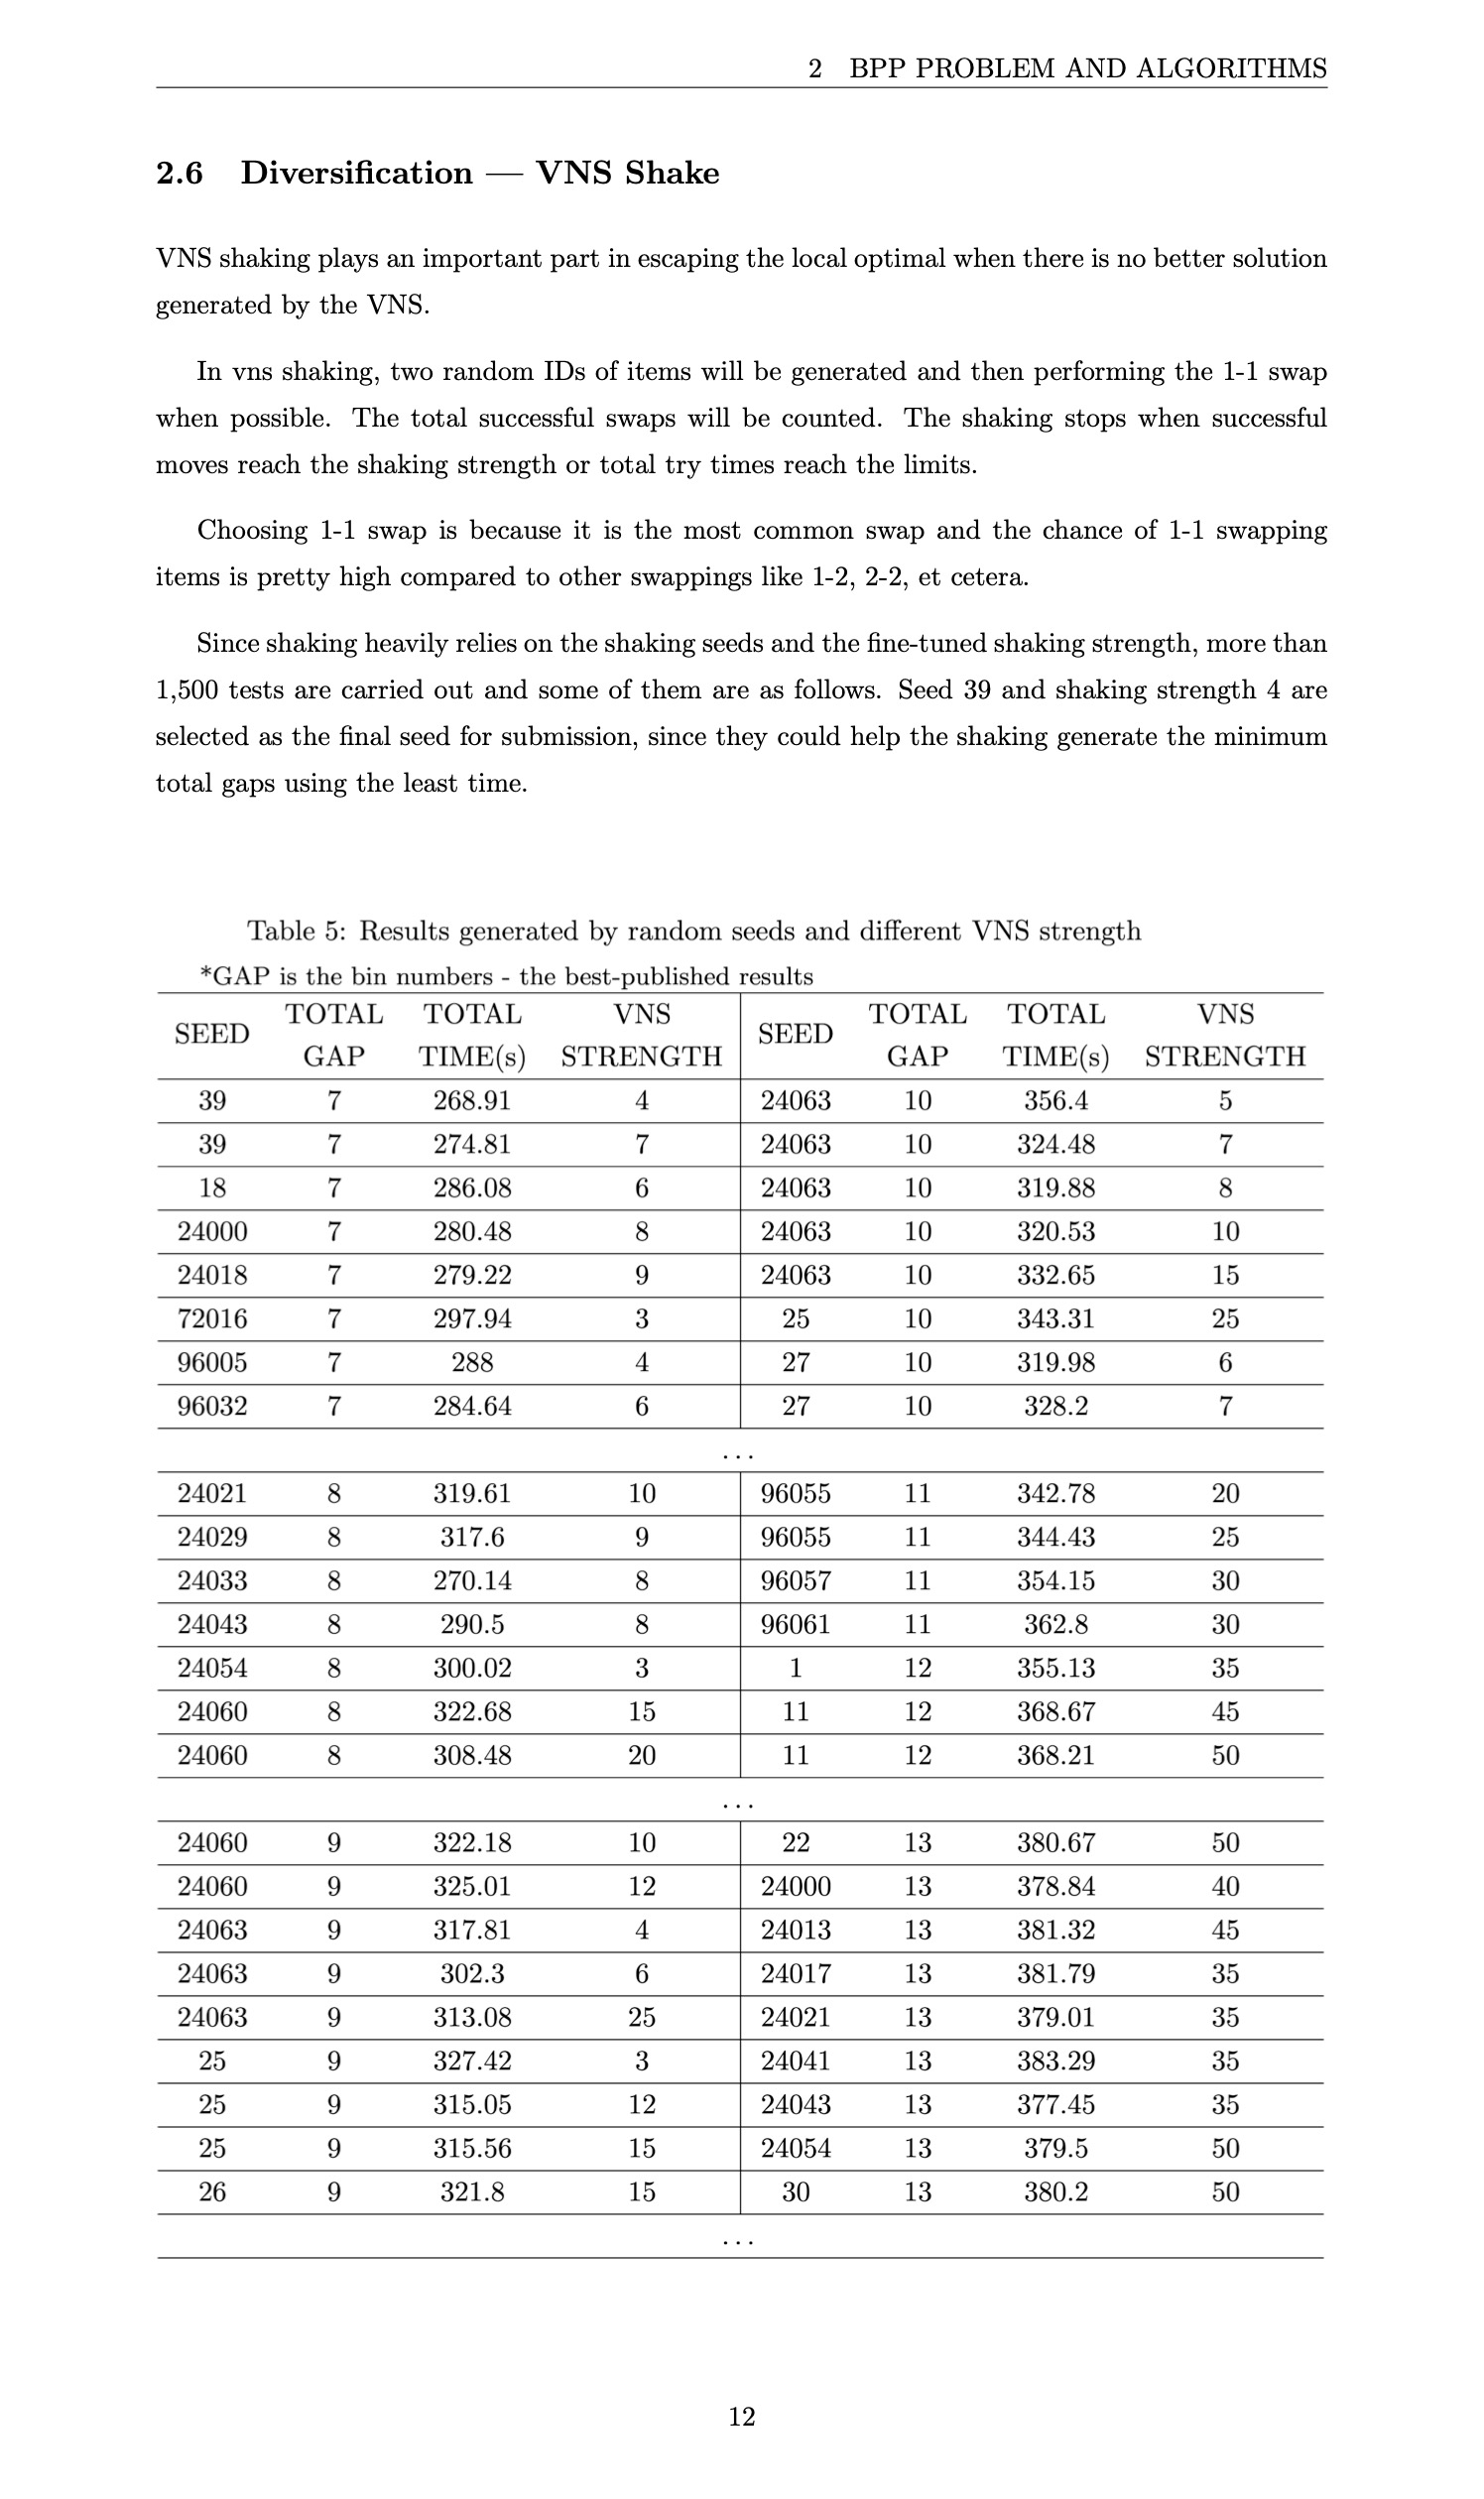 2 BPP PROBLEM AND ALGORITHMS
2.6 Diversification — VNS Shake
VNS shaking plays an important part in escaping the local optimal when there is no better solution
generated by the VNS.
In vns shaking, two random IDs of items will be generated and then performing the 1-1 swap
when possible. The total successful swaps will be counted. The shaking stops when successful
moves reach the shaking strength or total try times reach the limits.
Choosing 1-1 swap is because it is the most common swap and the chance of 1-1 swapping
items is pretty high compared to other swappings like 1-2, 2-2, et cetera.
Since shaking heavily relies on the shaking seeds and the fine-tuned shaking strength, more than
1,500 tests are carried out and some of them are as follows. Seed 39 and shaking strength 4 are
selected as the final seed for submission, since they could help the shaking generate the minimum
total gaps using the least time.
Table 5: Results generated by random seeds and different VNS strength
*GAP is the bin numbers - the best-published results
SEED TOTAL GAP TOTAL TIME(s) VNS STRENGTH SEED TOTAL GAP TOTAL TIME(s) VNS STRENGTH
39 7 268.91 4 24063 10 356.4 5
39 7 274.81 7 24063 10 324.48 7
18 7 286.08 6 24063 10 319.88 8
24000 7 280.48 8 24063 10 320.53 10
24018 7 279.22 9 24063 10 332.65 15
72016 7 297.94 3 25 10 343.31 25
96005 7 288 4 27 10 319.98 6
96032 7 284.64 6 27 10 328.2 7
...
24021 8 319.61 10 96055 11 342.78 20
24029 8 317.6 9 96055 11 344.43 25
24033 8 270.14 8 96057 11 354.15 30
24043 8 290.5 8 96061 11 362.8 30
24054 8 300.02 3 1 12 355.13 35
24060 8 322.68 15 11 12 368.67 45
24060 8 308.48 20 11 12 368.21 50
...
24060 9 322.18 10 22 13 380.67 50
24060 9 325.01 12 24000 13 378.84 40
24063 9 317.81 4 24013 13 381.32 45
24063 9 302.3 6 24017 13 381.79 35
24063 9 313.08 25 24021 13 379.01 35
25 9 327.42 3 24041 13 383.29 35
25 9 315.05 12 24043 13 377.45 35
25 9 315.56 15 24054 13 379.5 50
26 9 321.8 15 30 13 380.2 50
...
12